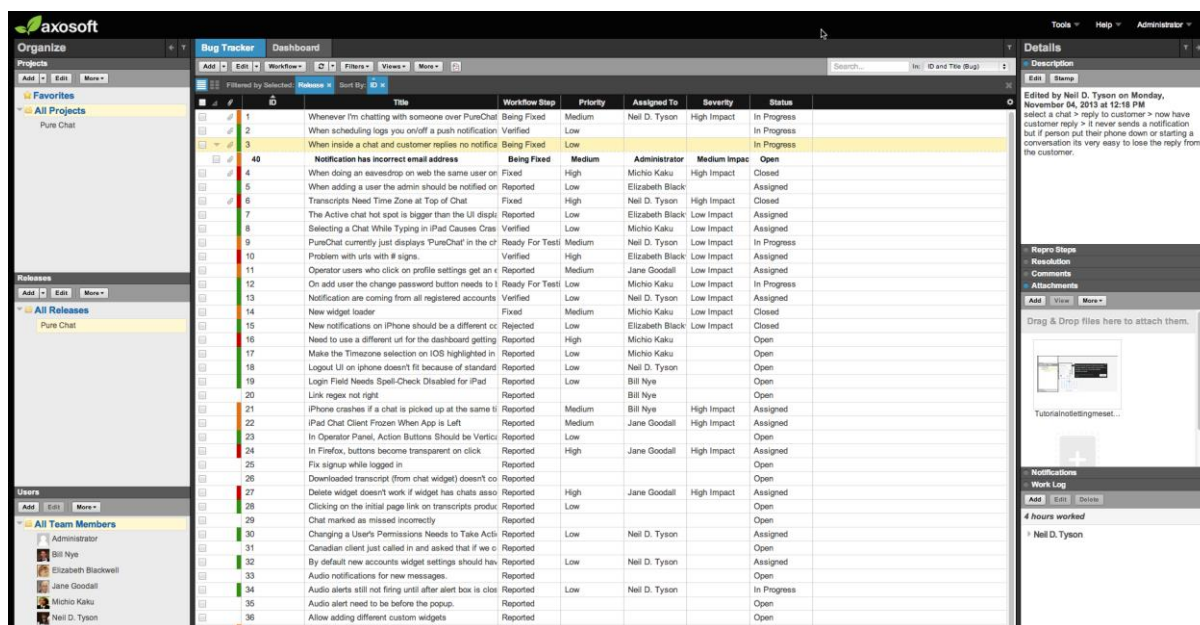 axosoft
Tools Help Administrator
Organize
Projects
Add Edit More
Favorites
All Projects
Pure Chat
Releases
Add Edit More
All Releases
Pure Chat
Users
Add Edit More
All Team Members
Administrator
Bill Nye
Elizabeth Blackwell
Jane Goodall
Michio Kaku
Neil D. Tyson
Bug Tracker Dashboard
Add Edit Workflow Filters Views More Search... In: ID and Title (Bug)
Filtered by Selected: Release × Sort By: ID ×
ID Title Workflow Step Priority Assigned To Severity Status
1 Whenever I'm chatting with someone over PureChat Being Fixed Medium Neil D. Tyson High Impact In Progress
2 When scheduling logs you on/off a push notification Verified Low In Progress
3 When inside a chat and customer replies no notifica Being Fixed Low In Progress
40 Notification has incorrect email address Being Fixed Medium Administrator Medium Impac Open
4 When doing an eavesdrop on web the same user on Fixed High Michio Kaku High Impact Closed
5 When adding a user the admin should be notified on Reported Low Elizabeth Black Assigned
6 Transcripts Need Time Zone at Top of Chat Fixed High Neil D. Tyson High Impact Closed
7 The Active chat hot spot is bigger than the UI displa Reported Low Elizabeth Black Low Impact Assigned
8 Selecting a Chat While Typing in iPad Causes Cras Verified Low Michio Kaku Low Impact Assigned
9 PureChat currently just displays 'PureChat' in the ch Ready For Testi Medium Neil D. Tyson Low Impact In Progress
10 Problem with urls with # signs. Verified High Elizabeth Black Low Impact Assigned
11 Operator users who click on profile settings get an e Reported Medium Jane Goodall Low Impact Assigned
12 On add user the change password button needs to b Ready For Testi Low Michio Kaku Low Impact In Progress
13 Notification are coming from all registered accounts Verified Low Neil D. Tyson Low Impact Assigned
14 New widget loader Fixed Medium Michio Kaku Low Impact Closed
15 New notifications on iPhone should be a different co Rejected Low Elizabeth Black Low Impact Closed
16 Need to use a different url for the dashboard getting Reported High Michio Kaku Open
17 Make the Timezone selection on IOS highlighted in Reported Low Michio Kaku Open
18 Logout UI on iphone doesn't fit because of standard Reported Low Neil D. Tyson Open
19 Login Field Needs Spell-Check DIsabled for iPad Reported Low Bill Nye Open
20 Link regex not right Reported Bill Nye Open
21 iPhone crashes if a chat is picked up at the same ti Reported Medium Bill Nye High Impact Assigned
22 iPad Chat Client Frozen When App is Left Reported Medium Jane Goodall High Impact Assigned
23 In Operator Panel, Action Buttons Should be Vertica Reported Low Open
24 In Firefox, buttons become transparent on click Reported High Jane Goodall High Impact Assigned
25 Fix signup while logged in Reported Open
26 Downloaded transcript (from chat widget) doesn't co Reported Open
27 Delete widget doesn't work if widget has chats asso Reported High Jane Goodall High Impact Assigned
28 Clicking on the initial page link on transcripts produc Reported Low Open
29 Chat marked as missed incorrectly Reported Open
30 Changing a User's Permissions Needs to Take Acti Reported Low Neil D. Tyson Assigned
31 Canadian client just called in and asked that if we c Reported Open
32 By default new accounts widget settings should hav Reported Low Neil D. Tyson Assigned
33 Audio notifications for new messages. Reported Open
34 Audio alerts still not firing until after alert box is clos Reported Low Neil D. Tyson In Progress
35 Audio alert need to be before the popup. Reported Open
36 Allow adding different custom widgets Reported Open
Details
Description
Edit Stamp
Edited by Neil D. Tyson on Monday,
November 04, 2013 at 12:18 PM
select a chat > reply to customer > now have
customer reply > it never sends a notification
but if person put their phone down or starting a
conversation its very easy to lose the reply from
the customer.
Repro Steps
Resolution
Comments
Attachments
Add View More
Drag & Drop files here to attach them.
Tutorialnotlettingmeset...
Notifications
Work Log
Add Edit Delete
4 hours worked
Neil D. Tyson